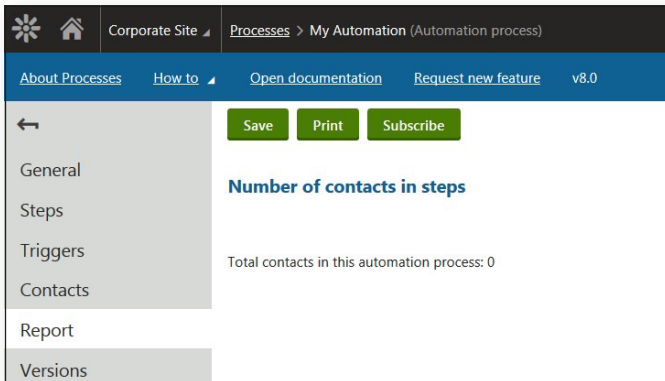 Corporate Site Processes > My Automation (Automation process)
About Processes How to Open documentation Request new feature v8.0
Save Print Subscribe
General
Number of contacts in steps
Steps
Triggers
Total contacts in this automation process: 0
Contacts
Report
Versions